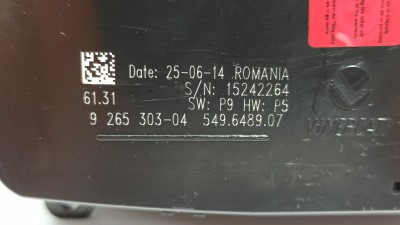 Date: 25-06-14 ROMANIA
S/N: 15242264
61.31
SW: P9 HW: P5
9 265 303-04 549.6489.07